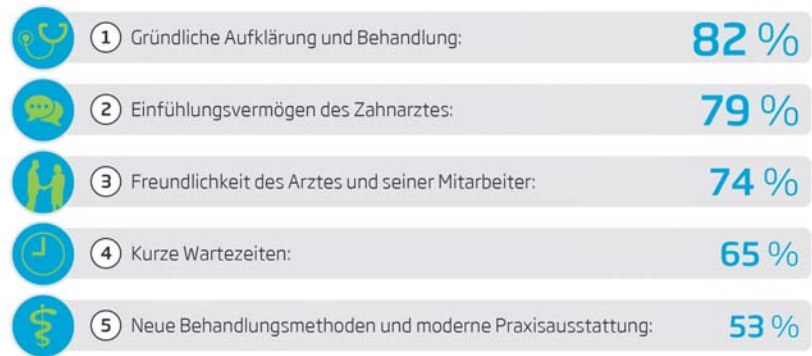 1 Gründliche Aufklärung und Behandlung: 82 %
2 Einfühlungsvermögen des Zahnarztes: 79 %
3 Freundlichkeit des Arztes und seiner Mitarbeiter: 74 %
4 Kurze Wartezeiten: 65 %
5 Neue Behandlungsmethoden und moderne Praxisausstattung: 53 %